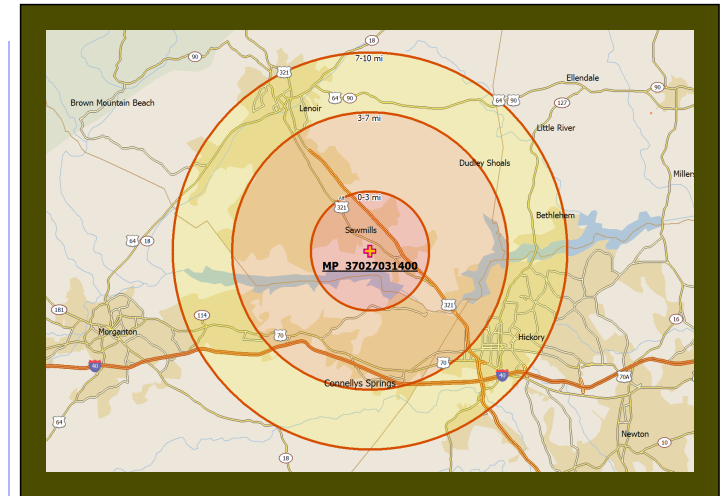 18
7-10 mi
90
321
Ellendale
Brown Mountain Beach
64 90
64 90
90
Lenoir
127
3-7 mi
Little River
Dudley Shoals
Millers
0-3 mi
321
Bethlehem
Sawmills
64 18
MP_37027031400
181
114
321
16
Morganton
70
Hickory
40
70
40
70A
Connellys Springs
64
Newton
10
18